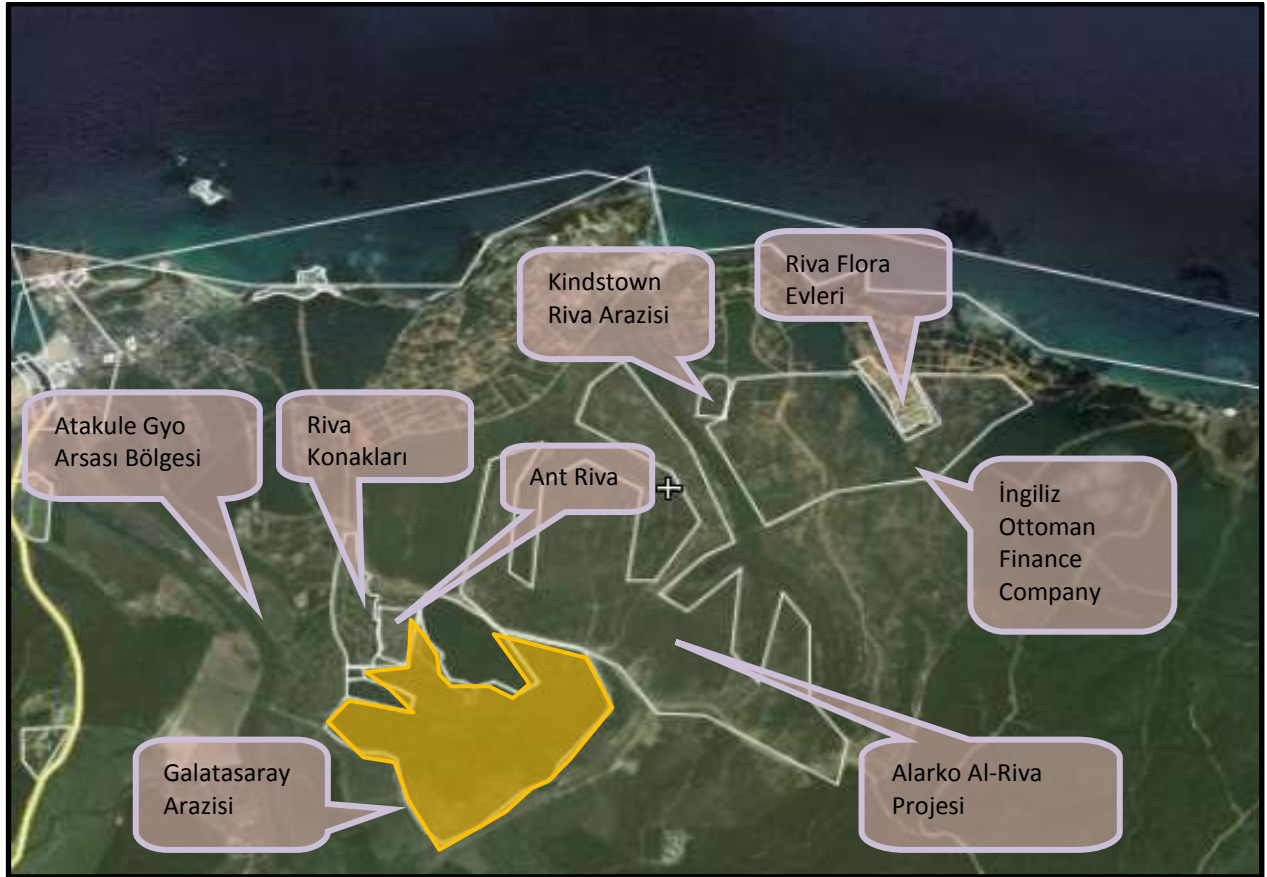 Kindstown
Riva Arazisi
Riva Flora
Evleri
Atakule Gyo
Arsası Bölgesi
Riva
Konakları
Ant Riva
İngiliz
Ottoman
Finance
Company
Galatasaray
Arazisi
Alarko Al-Riva
Projesi